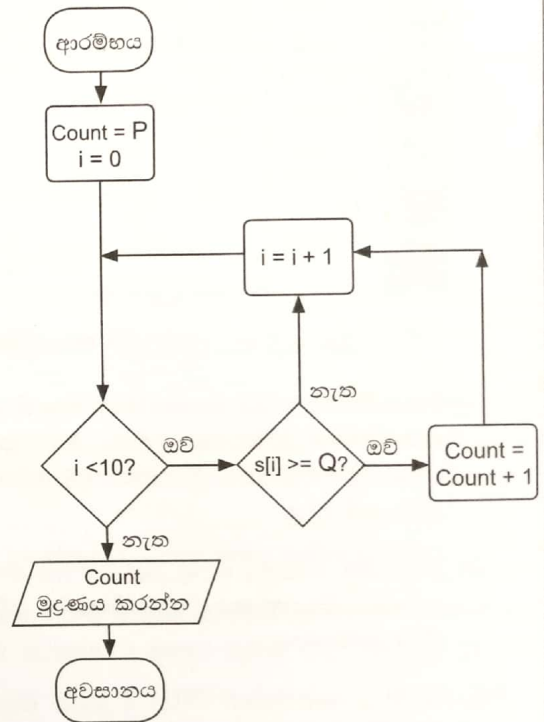 ආරම්භය
Count = P
i = 0
i = i + 1
නැත
i <10?
ඔව්
s[i] >= Q?
ඔව්
Count =
Count + 1
නැත
Count
මුද්‍රණය කරන්න
අවසානය